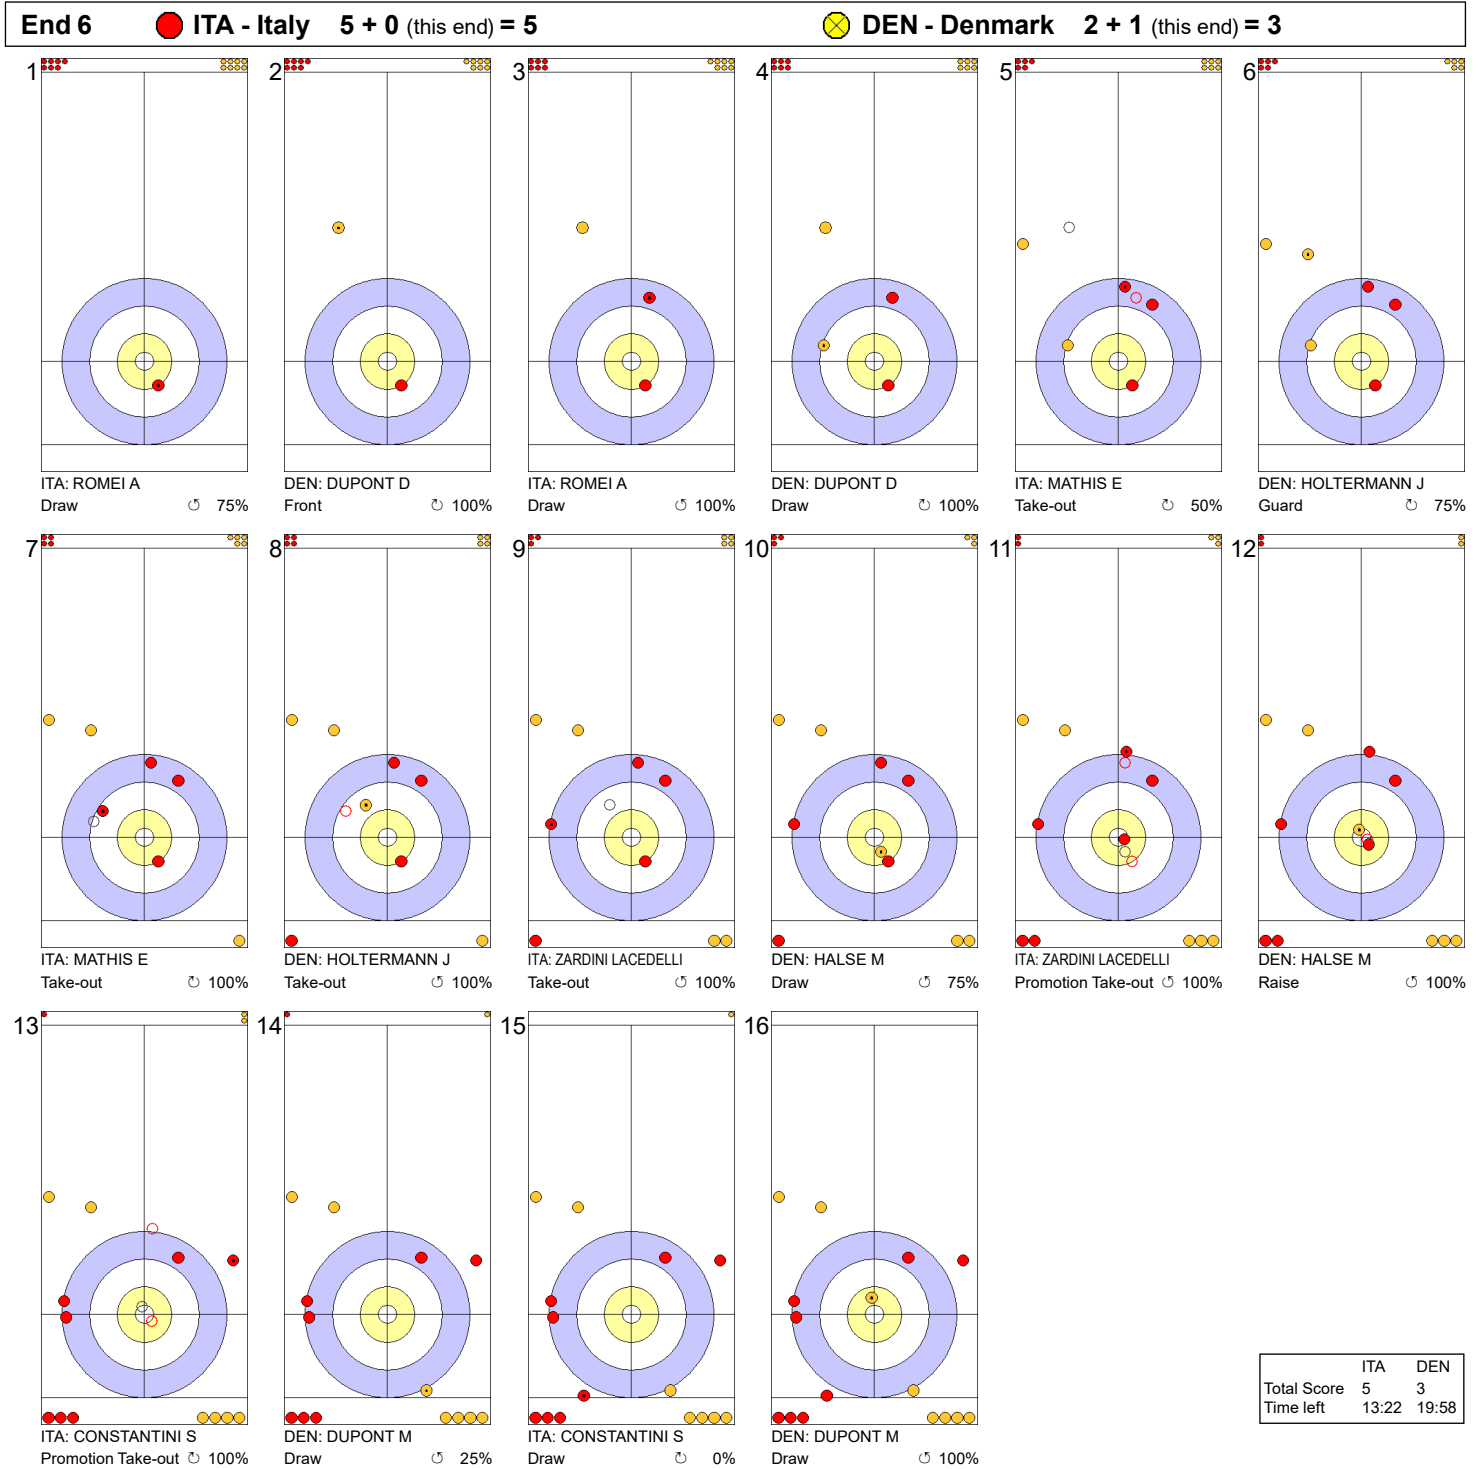 End 6 ITA - Italy 5 + 0 (this end) = 5 DEN - Denmark 2 + 1 (this end) = 3
1 2 3 4 5 6
ITA: ROMEI A DEN: DUPONT D ITA: ROMEI A DEN: DUPONT D ITA: MATHIS E DEN: HOLTERMANN J
Draw ↺ 75% Front ↻ 100% Draw ↺ 100% Draw ↻ 100% Take-out ↻ 50% Guard ↻ 75%
7 8 9 10 11 12
ITA: MATHIS E DEN: HOLTERMANN J ITA: ZARDINI LACEDELLI DEN: HALSE M ITA: ZARDINI LACEDELLI DEN: HALSE M
Take-out ↻ 100% Take-out ↻ 100% Take-out ↺ 100% Draw ↺ 75% Promotion Take-out ↺ 100% Raise ↻ 100%
13 14 15 16
ITA: CONSTANTINI S DEN: DUPONT M ITA: CONSTANTINI S DEN: DUPONT M
Promotion Take-out ↻ 100% Draw ↺ 25% Draw ↻ 0% Draw ↺ 100%
ITA DEN
Total Score 5 3
Time left 13:22 19:58